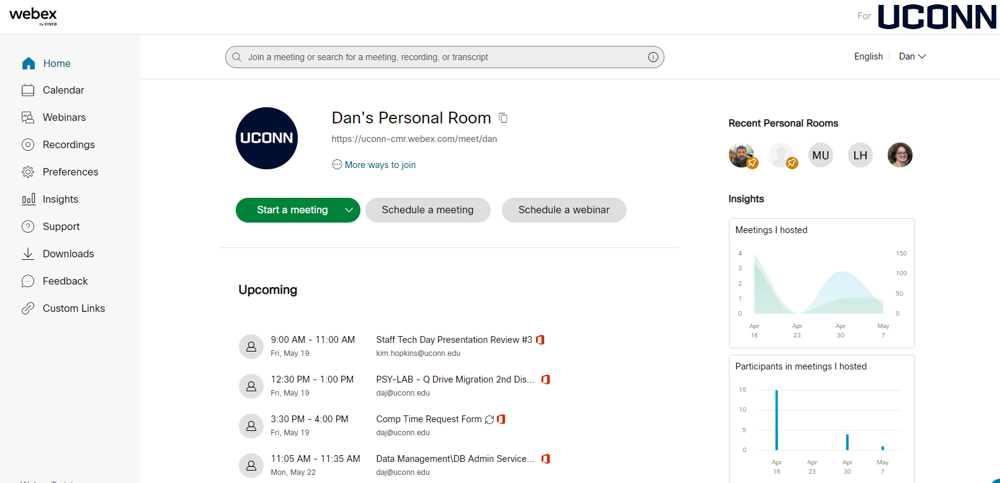 webex
by CISCO
For UCONN
Home
Calendar
Webinars
Recordings
Preferences
Insights
Support
Downloads
Feedback
Custom Links
Join a meeting or search for a meeting, recording, or transcript
English
Dan
UCONN
Dan's Personal Room
https://uconn-cmr.webex.com/meet/dan
More ways to join
Start a meeting
Schedule a meeting
Schedule a webinar
Upcoming
9:00 AM - 11:00 AM Staff Tech Day Presentation Review #3
Fri, May 19 kim.hopkins@uconn.edu
12:30 PM - 1:00 PM PSY-LAB - Q Drive Migration 2nd Dis...
Fri, May 19 daj@uconn.edu
3:30 PM - 4:00 PM Comp Time Request Form
Fri, May 19 daj@uconn.edu
11:05 AM - 11:35 AM Data Management\DB Admin Service...
Mon, May 22 daj@uconn.edu
Recent Personal Rooms
MU LH
Insights
Meetings I hosted
4 150
3 100
2 50
1
0 0
Apr Apr Apr May
16 23 30 7
Participants in meetings I hosted
15
10
5
0
Apr Apr Apr May
16 23 30 7